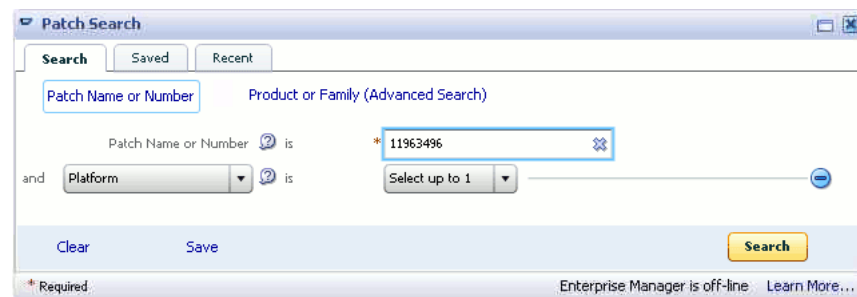 Patch Search
Search Saved Recent
Patch Name or Number Product or Family (Advanced Search)
Patch Name or Number is * 11963496
and Platform is Select up to 1
Clear Save Search
* Required Enterprise Manager is off-line Learn More...